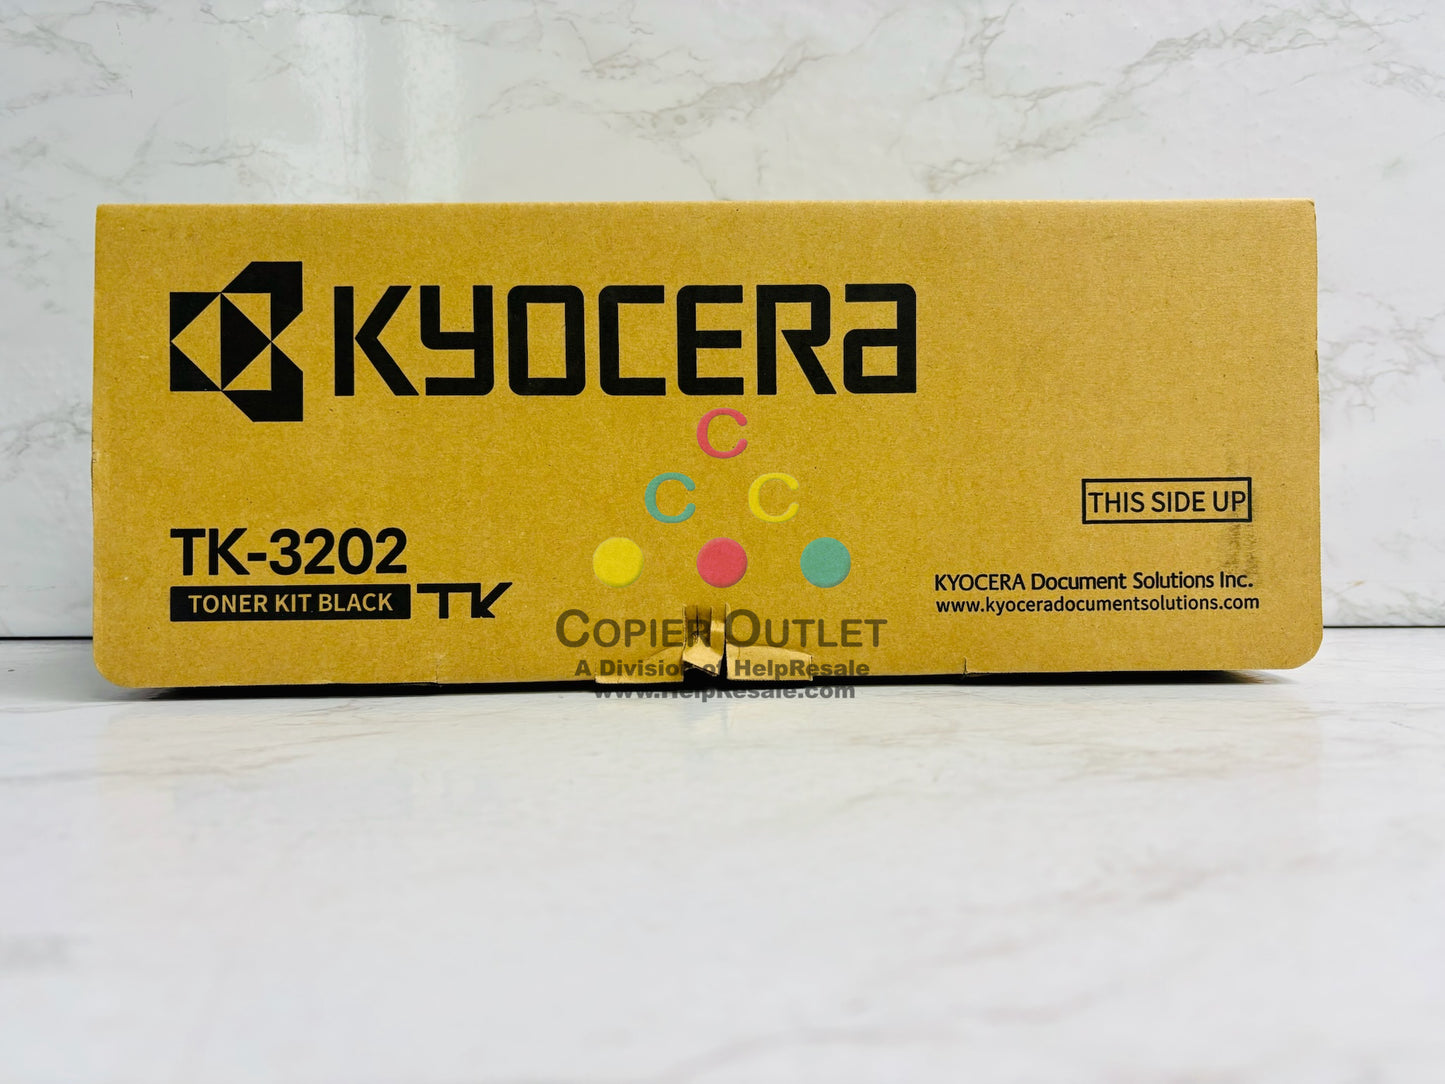 KYOCERA
C
C C
THIS SIDE UP
TK-3202
TONER KIT BLACK TK
KYOCERA Document Solutions Inc.
www.kyoceradocumentsolutions.com
COPIER OUTLET
A Division of HelpResale
www.HelpResale.com